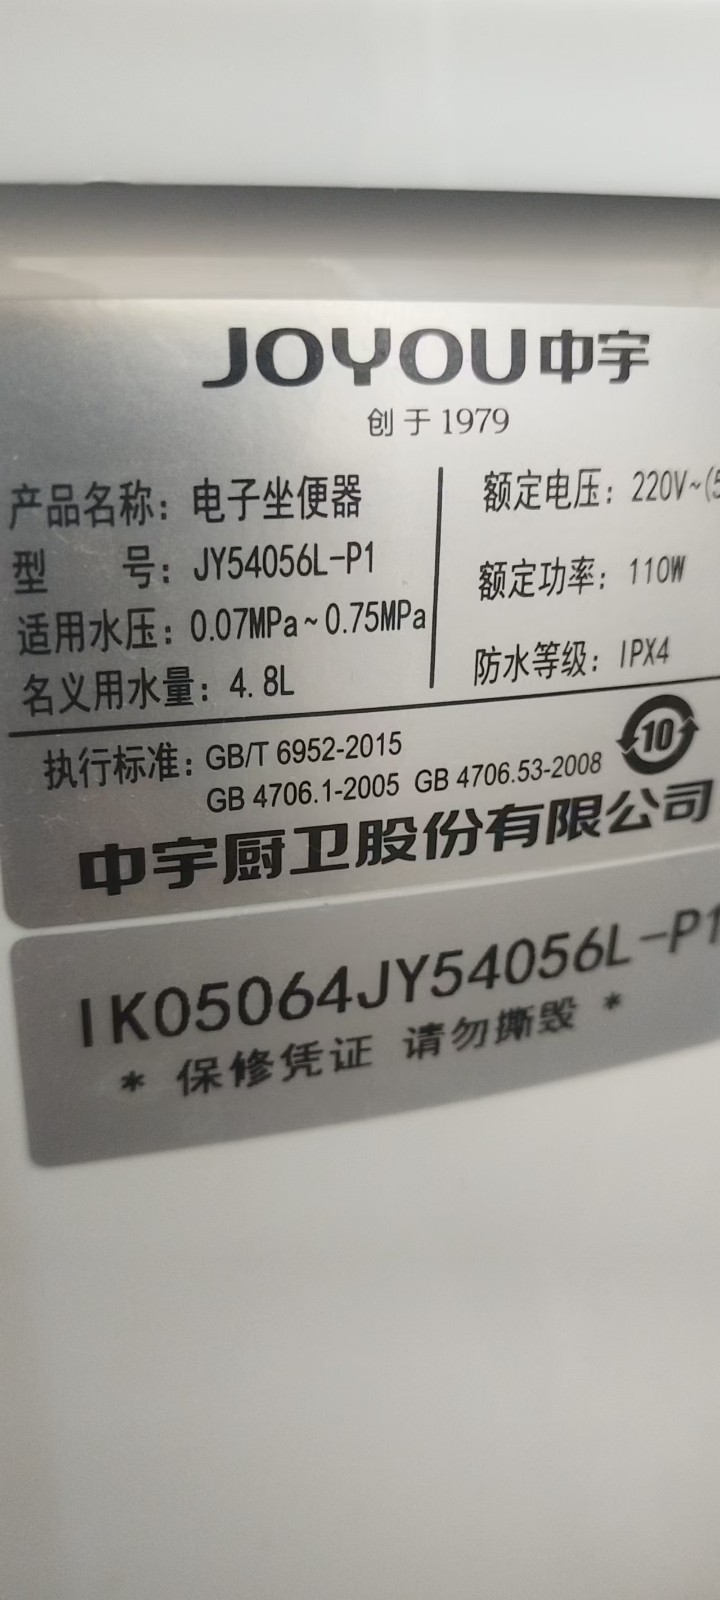 JOYOU中宇
创于1979
产品名称：电子坐便器
型 号：JY54056L-P1
适用水压：0.07MPa~0.75MPa
名义用水量：4.8L
额定电压：220V~(5
额定功率：110W
防水等级：IPX4
执行标准：GB/T 6952-2015
GB 4706.1-2005 GB 4706.53-2008
10
中宇厨卫股份有限公司
IK05064JY54056L-P1
* 保修凭证 请勿撕毁 *